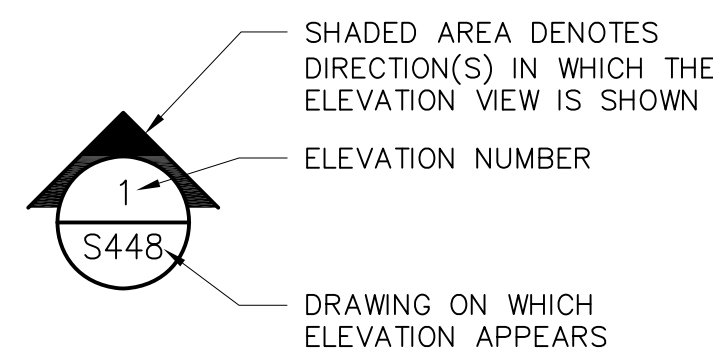 SHADED AREA DENOTES
DIRECTION(S) IN WHICH THE
ELEVATION VIEW IS SHOWN
ELEVATION NUMBER
1
S448
DRAWING ON WHICH
ELEVATION APPEARS